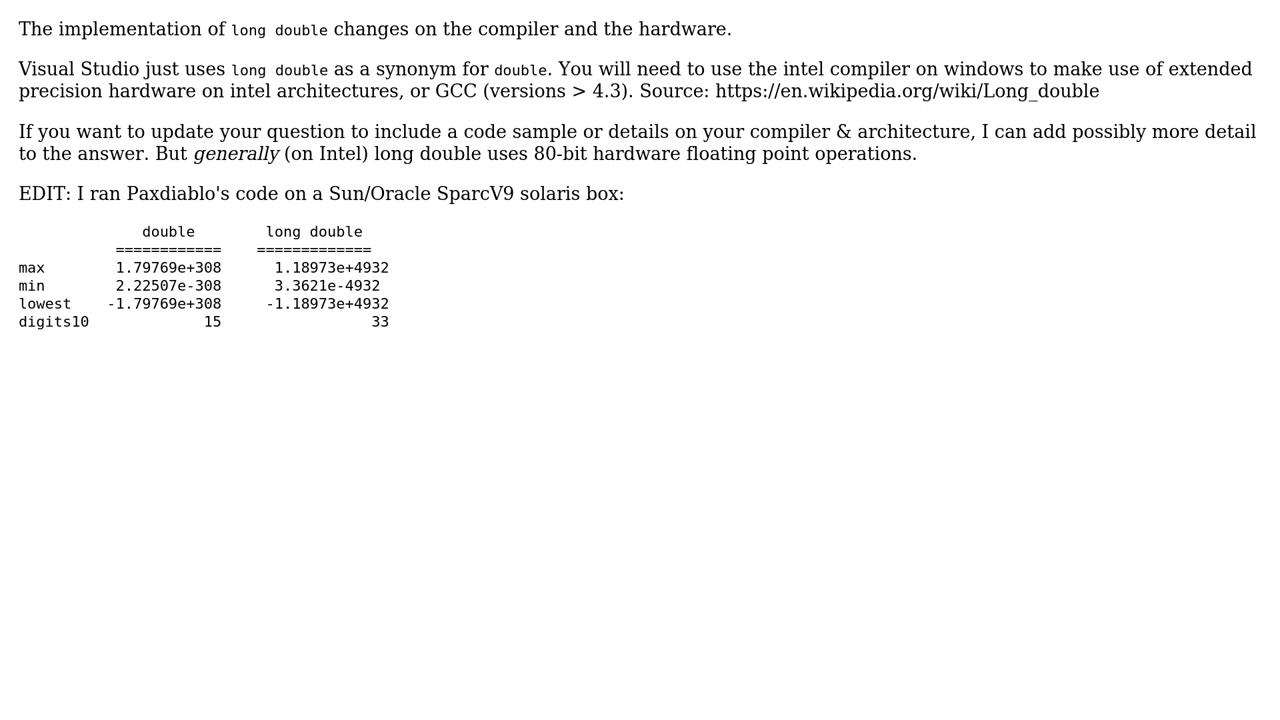 The implementation of long double changes on the compiler and the hardware.
Visual Studio just uses long double as a synonym for double. You will need to use the intel compiler on windows to make use of extended
precision hardware on intel architectures, or GCC (versions > 4.3). Source: https://en.wikipedia.org/wiki/Long_double
If you want to update your question to include a code sample or details on your compiler & architecture, I can add possibly more detail
to the answer. But generally (on Intel) long double uses 80-bit hardware floating point operations.
EDIT: I ran Paxdiablo's code on a Sun/Oracle SparcV9 solaris box:
              double        long double
           ============    =============
max        1.79769e+308      1.18973e+4932
min        2.22507e-308      3.3621e-4932
lowest    -1.79769e+308     -1.18973e+4932
digits10             15                 33